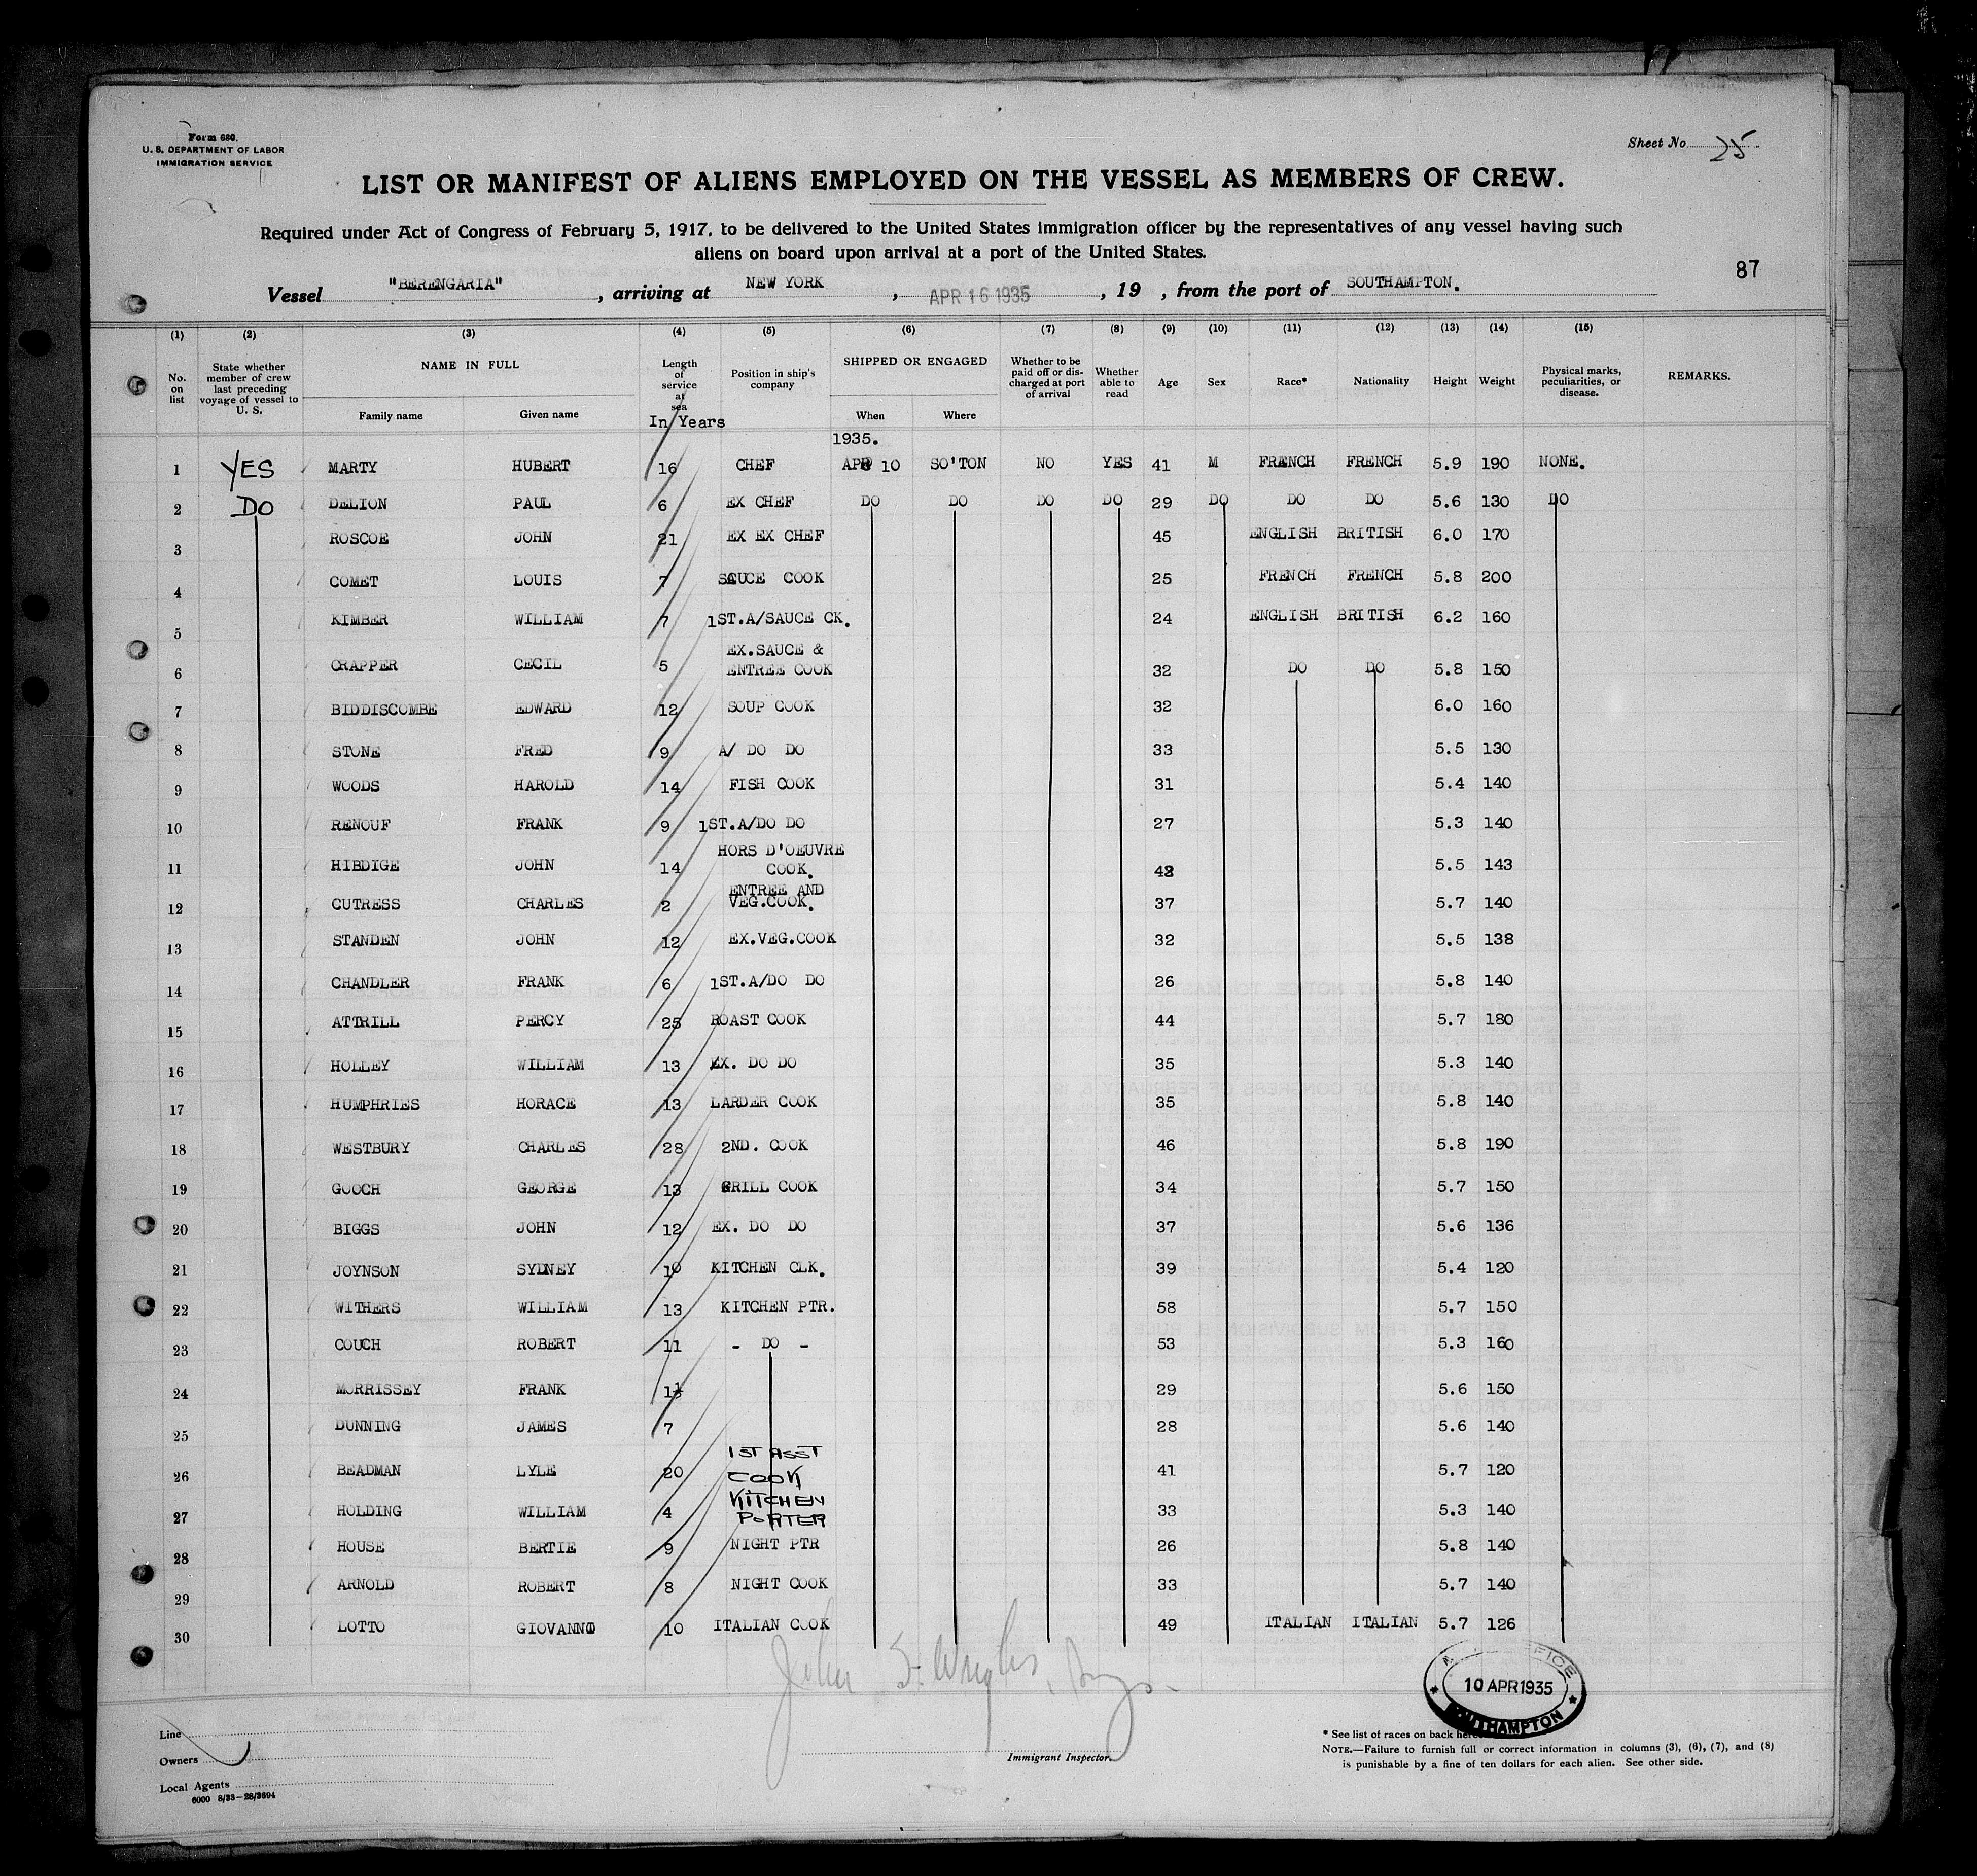 Form 680.
U. S. DEPARTMENT OF LABOR
IMMIGRATION SERVICE
Sheet No. 25
LIST OR MANIFEST OF ALIENS EMPLOYED ON THE VESSEL AS MEMBERS OF CREW.
Required under Act of Congress of February 5, 1917, to be delivered to the United States immigration officer by the representatives of any vessel having such
aliens on board upon arrival at a port of the United States.
87
Vessel "BERENGARIA", arriving at NEW YORK, APR 16 1935, 19 , from the port of SOUTHAMPTON.
(1) (2) (3) (4) (5) (6) (7) (8) (9) (10) (11) (12) (13) (14) (15)
No. on list State whether member of crew last preceding voyage of vessel to U. S. NAME IN FULL Family name Given name Length of service at sea In Years Position in ship's company SHIPPED OR ENGAGED When Where Whether to be paid off or discharged at port of arrival Whether able to read Age Sex Race* Nationality Height Weight Physical marks, peculiarities, or disease. REMARKS.
1935.
1 YES MARTY HUBERT 16 CHEF APR 10 SO'TON NO YES 41 M FRENCH FRENCH 5.9 190 NONE.
2 DO DELION PAUL 6 EX CHEF DO DO DO DO 29 DO DO DO 5.6 130 DO
3 ROSCOE JOHN 21 EX EX CHEF 45 ENGLISH BRITISH 6.0 170
4 COMET LOUIS 7 SAUCE COOK 25 FRENCH FRENCH 5.8 200
5 KIMBER WILLIAM 7 1ST.A/SAUCE CK. 24 ENGLISH BRITISH 6.2 160
6 CRAPPER CECIL 5 EX.SAUCE & ENTREE COOK 32 DO DO 5.8 150
7 BIDDISCOMBE EDWARD 12 SOUP COOK 32 6.0 160
8 STONE FRED 9 A/ DO DO 33 5.5 130
9 WOODS HAROLD 14 FISH COOK 31 5.4 140
10 RENOUF FRANK 9 1ST.A/DO DO 27 5.3 140
11 HIBDIGE JOHN 14 HORS D'OEUVRE COOK. 5.5 143
12 CUTRESS CHARLES 2 ENTREE AND VEG.COOK. 37 5.7 140
13 STANDEN JOHN 12 EX.VEG.COOK 32 5.5 138
14 CHANDLER FRANK 6 1ST.A/DO DO 26 5.8 140
15 ATTRILL PERCY 25 ROAST COOK 44 5.7 180
16 HOLLEY WILLIAM 13 EX. DO DO 35 5.3 140
17 HUMPHRIES HORACE 13 LARDER COOK 35 5.8 140
18 WESTBURY CHARLES 28 2ND. COOK 46 5.8 190
19 GOOCH GEORGE 13 GRILL COOK 34 5.7 150
20 BIGGS JOHN 12 EX. DO DO 37 5.6 136
21 JOYNSON SYDNEY 10 KITCHEN CLK. 39 5.4 120
22 WITHERS WILLIAM 13 KITCHEN PTR. 58 5.7 150
23 COUCH ROBERT 11 - DO - 53 5.3 160
24 MORRISSEY FRANK 29 5.6 150
25 DUNNING JAMES 7 28 5.6 140
26 BEADMAN LYLE 20 1ST ASST COOK 41 5.7 120
27 HOLDING WILLIAM 4 KITCHEN PORTER 33 5.3 140
28 HOUSE BERTIE 9 NIGHT PTR 26 5.8 140
29 ARNOLD ROBERT 8 NIGHT COOK 33 5.7 140
30 LOTTO GIOVANNI 10 ITALIAN COOK 49 ITALIAN ITALIAN 5.7 126
John S. Wright
10 APR 1935
SOUTHAMPTON
Line
Owners
Local Agents
6000 8/33-28/3694
Immigrant Inspector.
* See list of races on back hereof.
NOTE.—Failure to furnish full or correct information in columns (3), (6), (7), and (8)
is punishable by a fine of ten dollars for each alien. See other side.